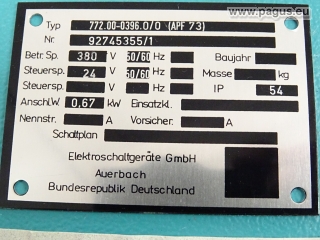 www.pagus.eu
Typ 772.00-0396.0/0 (APF 73)
Nr. 92745355/1
Betr. Sp. 380 V 50/60 Hz Baujahr
Steuersp. 24 V 50/60 Hz Masse kg
Steuersp. V Hz IP 54
Anschl.W. 0,67 kW Einsatzkl.
Nennstr. A Vorsicher. A
Schaltplan
Elektroschaltgeräte GmbH
Auerbach
Bundesrepublik Deutschland